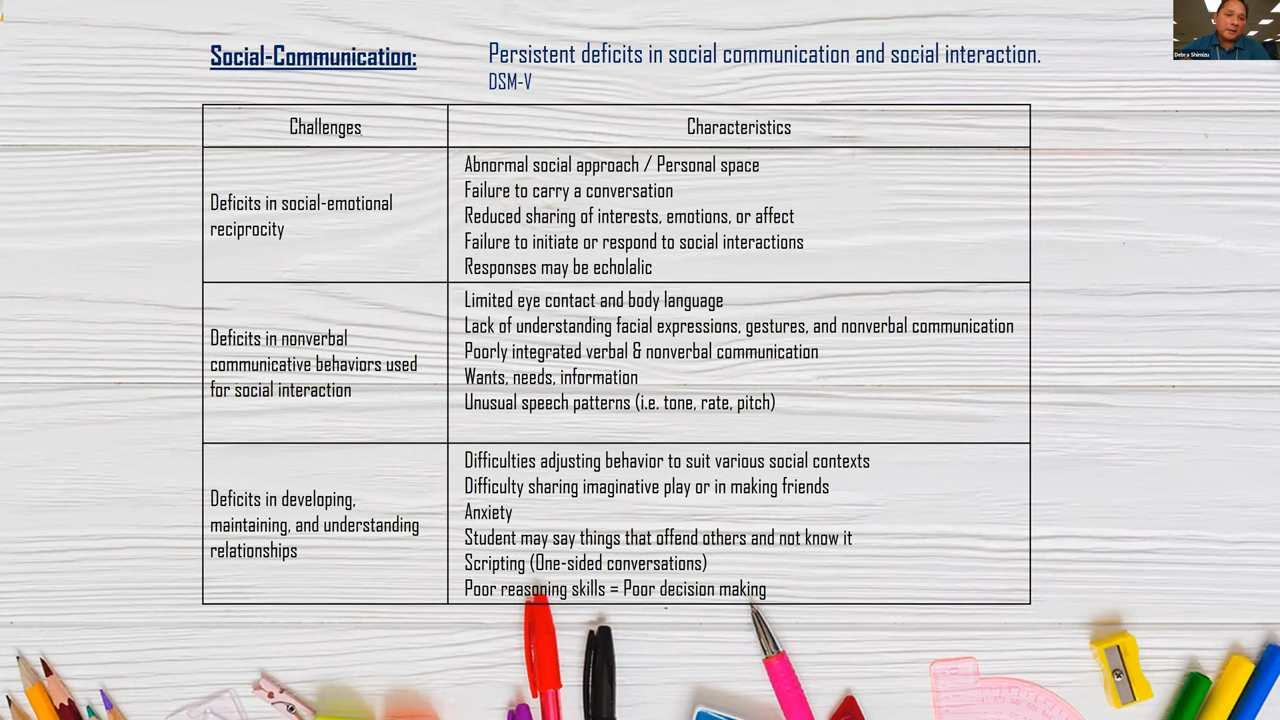 Social-Communication:
Persistent deficits in social communication and social interaction.
DSM-V
Debra Shimizu
Challenges
Characteristics
Deficits in social-emotional
reciprocity
Abnormal social approach / Personal space
Failure to carry a conversation
Reduced sharing of interests, emotions, or affect
Failure to initiate or respond to social interactions
Responses may be echolalic
Deficits in nonverbal
communicative behaviors used
for social interaction
Limited eye contact and body language
Lack of understanding facial expressions, gestures, and nonverbal communication
Poorly integrated verbal & nonverbal communication
Wants, needs, information
Unusual speech patterns (i.e. tone, rate, pitch)
Deficits in developing,
maintaining, and understanding
relationships
Difficulties adjusting behavior to suit various social contexts
Difficulty sharing imaginative play or in making friends
Anxiety
Student may say things that offend others and not know it
Scripting (One-sided conversations)
Poor reasoning skills = Poor decision making